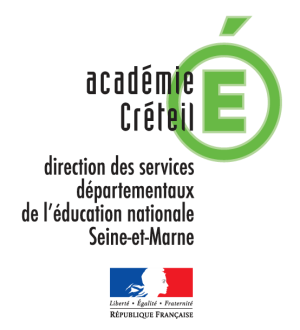 académie
Créteil
É
direction des services
départementaux
de l'éducation nationale
Seine-et-Marne
Liberté • Égalité • Fraternité
RÉPUBLIQUE FRANÇAISE